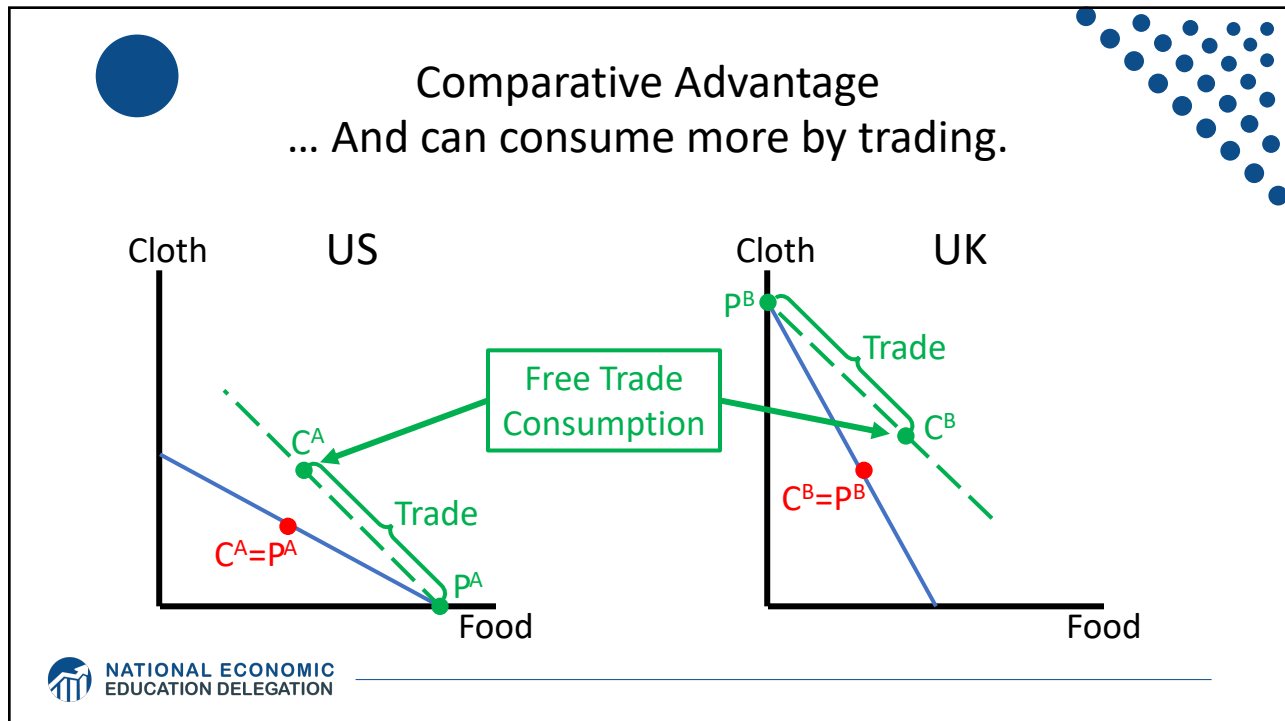 Comparative Advantage
… And can consume more by trading.
Cloth
US
Cᴬ
Trade
Cᴬ=Pᴬ
Pᴬ
Food
Free Trade
Consumption
Cloth
UK
Pᴮ
Trade
Cᴮ
Cᴮ=Pᴮ
Food
NATIONAL ECONOMIC
EDUCATION DELEGATION